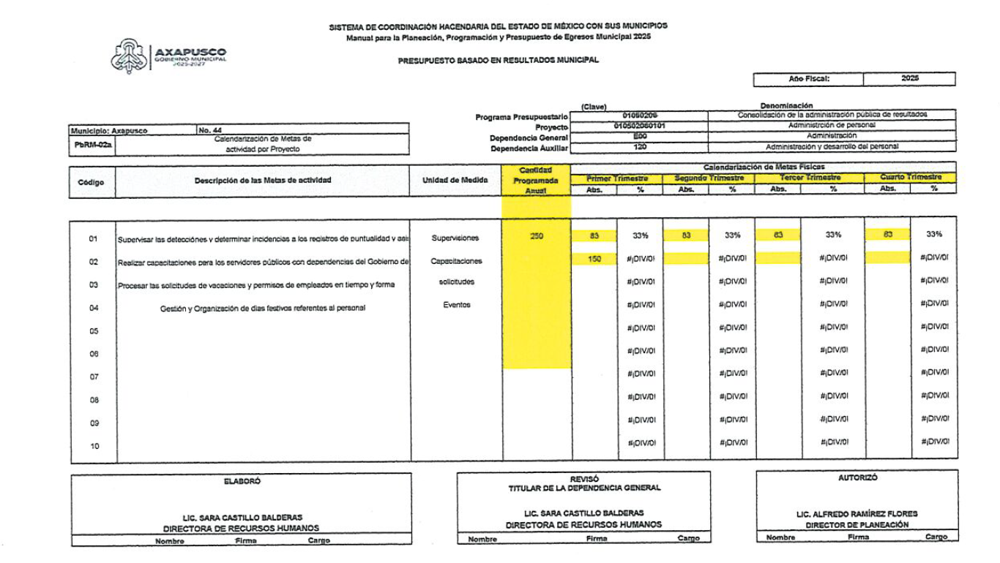 SISTEMA DE COORDINACIÓN HACENDARIA DEL ESTADO DE MÉXICO CON SUS MUNICIPIOS
Manual para la Planeación, Programación y Presupuesto de Egresos Municipal 2025
AXAPUSCO
GOBIERNO MUNICIPAL
2025-2027
PRESUPUESTO BASADO EN RESULTADOS MUNICIPAL
Año Fiscal: 2025
(Clave) Denominación
Programa Presupuestario 01050206 Consolidación de la administración pública de resultados
Proyecto 010502060101 Administrción de personal
Dependencia General E00 Administración
Dependencia Auxiliar 120 Administración y desarrollo del personal
Municipio: Axapusco No. 44
PbRM-02a Calendarización de Metas de
actividad por Proyecto
Código Descripción de las Metas de actividad Unidad de Medida Cantidad Programada Anual Calendarización de Metas Físicas
Primer Trimestre Segundo Trimestre Tercer Trimestre Cuarto Trimestre
Abs. % Abs. % Abs. % Abs. %
01 Supervisar las detecciónes y determinar incidencias a los registros de puntualidad y asis Supervisiones 250 83 33% 83 33% 83 33% 83 33%
02 Realizar capacitaciones para los servidores públicos con dependencias del Gobierno de Capacitaciones 150 #¡DIV/0! #¡DIV/0! #¡DIV/0! #¡DIV/0!
03 Procesar las solicitudes de vacaciones y permisos de empleados en tiempo y forma solicitudes #¡DIV/0! #¡DIV/0! #¡DIV/0! #¡DIV/0!
04 Gestión y Organización de dias festivos referentes al personal Eventos #¡DIV/0! #¡DIV/0! #¡DIV/0! #¡DIV/0!
05 #¡DIV/0! #¡DIV/0! #¡DIV/0! #¡DIV/0!
06 #¡DIV/0! #¡DIV/0! #¡DIV/0! #¡DIV/0!
07 #¡DIV/0! #¡DIV/0! #¡DIV/0! #¡DIV/0!
08 #¡DIV/0! #¡DIV/0! #¡DIV/0! #¡DIV/0!
09 #¡DIV/0! #¡DIV/0! #¡DIV/0! #¡DIV/0!
10 #¡DIV/0! #¡DIV/0! #¡DIV/0! #¡DIV/0!
ELABORÓ
LIC. SARA CASTILLO BALDERAS
DIRECTORA DE RECURSOS HUMANOS
Nombre Firma Cargo
REVISÓ
TITULAR DE LA DEPENDENCIA GENERAL
LIC. SARA CASTILLO BALDERAS
DIRECTORA DE RECURSOS HUMANOS
Nombre Firma Cargo
AUTORIZÓ
LIC. ALFREDO RAMÍREZ FLORES
DIRECTOR DE PLANEACIÓN
Nombre Firma Cargo